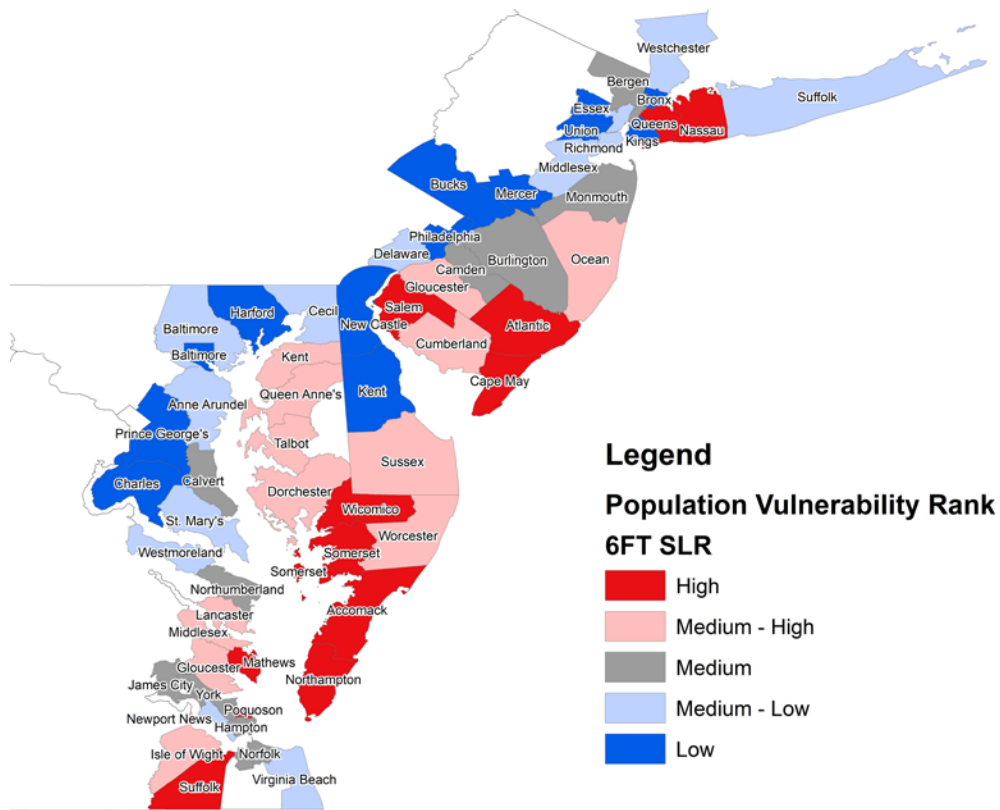 Westchester
Bergen
Suffolk
Bronx
Essex
Queens
Union
Nassau
Kings
Richmond
Middlesex
Bucks
Mercer
Monmouth
Philadelphia
Delaware
Burlington
Ocean
Camden
Gloucester
Salem
Harford
Cecil
New Castle
Atlantic
Baltimore
Cumberland
Baltimore
Kent
Cape May
Kent
Queen Anne's
Anne Arundel
Prince George's
Talbot
Sussex
Charles
Calvert
Dorchester
Wicomico
St. Mary's
Worcester
Westmoreland
Somerset
Somerset
Northumberland
Accomack
Lancaster
Middlesex
Gloucester
Mathews
Northampton
James City
York
Poquoson
Newport News
Hampton
Isle of Wight
Norfolk
Virginia Beach
Suffolk
Legend
Population Vulnerability Rank
6FT SLR
High
Medium - High
Medium
Medium - Low
Low